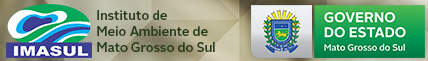 IMASUL
Instituto de
Meio Ambiente de
Mato Grosso do Sul
GOVERNO
DO ESTADO
Mato Grosso do Sul